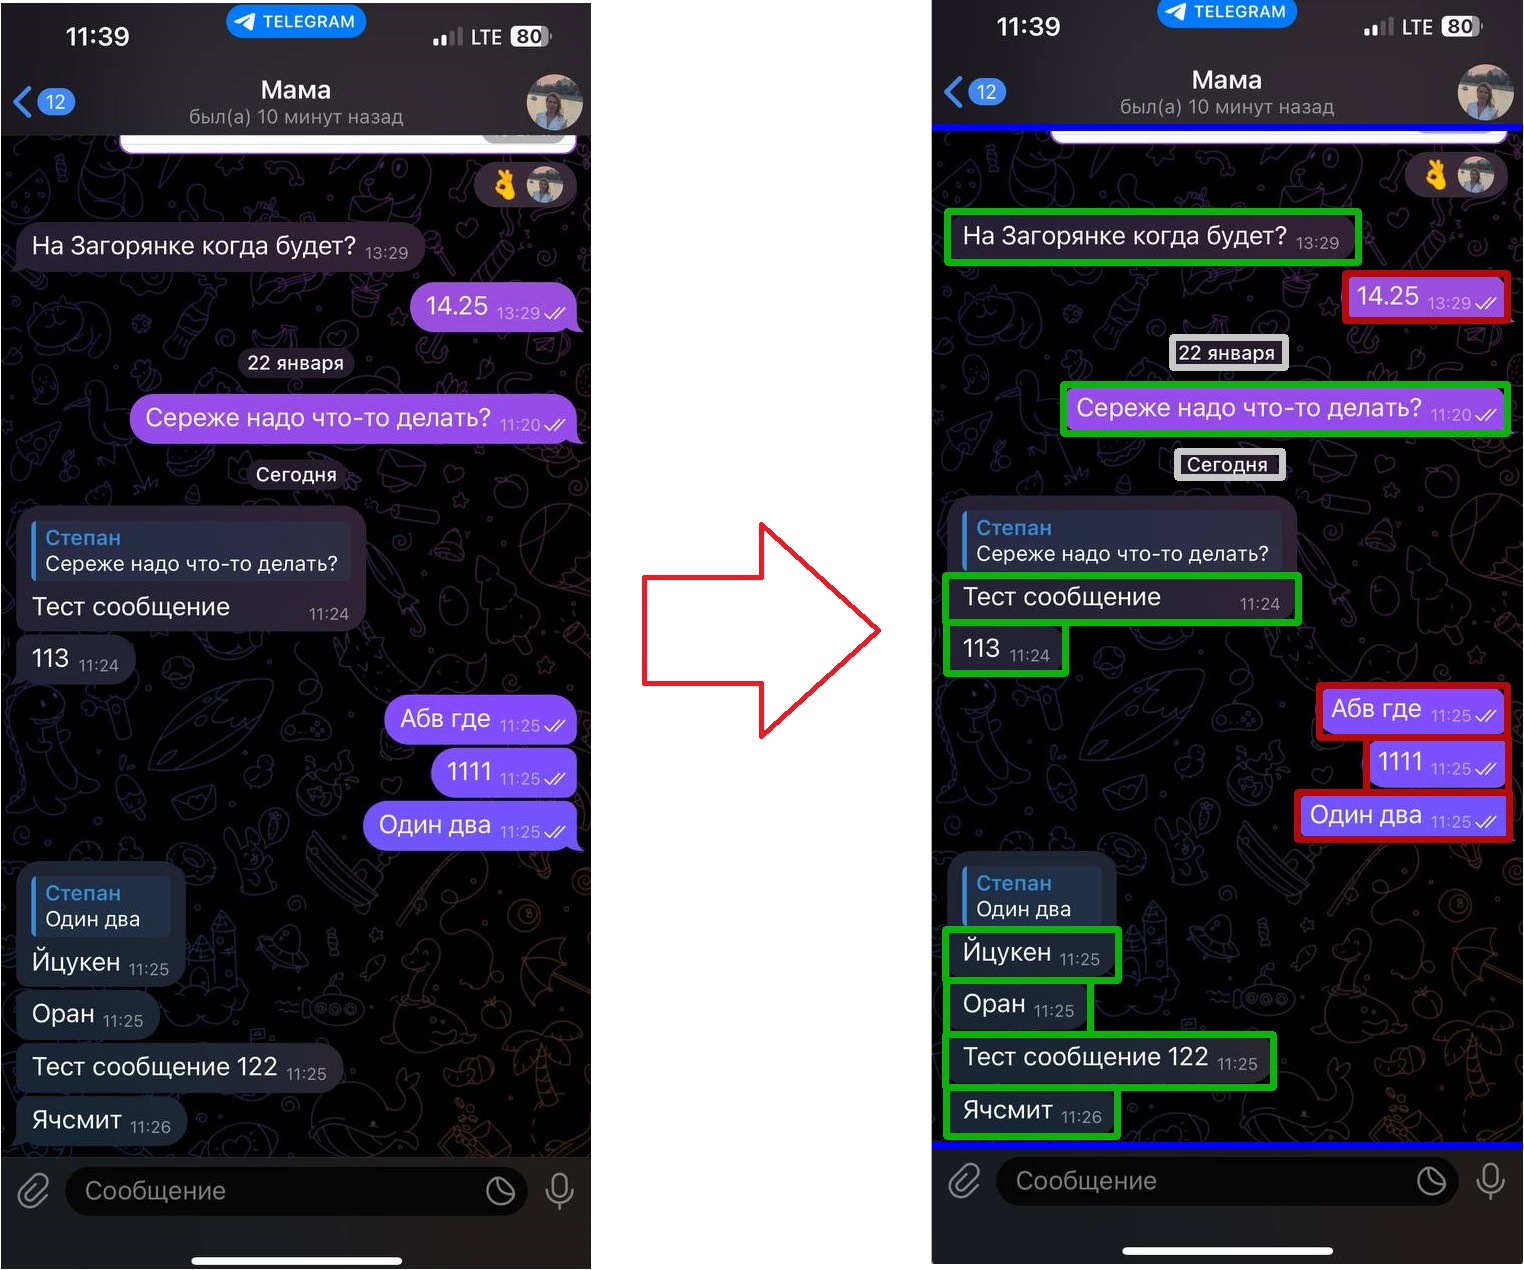 TELEGRAM
11:39
LTE 80
12
Мама
был(а) 10 минут назад
На Загорянке когда будет? 13:29
14.25 13:29
22 января
Сереже надо что-то делать? 11:20
Сегодня
Степан
Сереже надо что-то делать?
Тест сообщение 11:24
113 11:24
Абв где 11:25
1111 11:25
Один два 11:25
Степан
Один два
Йцукен 11:25
Оран 11:25
Тест сообщение 122 11:25
Ячсмит 11:26
Сообщение
TELEGRAM
11:39
LTE 80
12
Мама
был(а) 10 минут назад
На Загорянке когда будет? 13:29
14.25 13:29
22 января
Сереже надо что-то делать? 11:20
Сегодня
Степан
Сереже надо что-то делать?
Тест сообщение 11:24
113 11:24
Абв где 11:25
1111 11:25
Один два 11:25
Степан
Один два
Йцукен 11:25
Оран 11:25
Тест сообщение 122 11:25
Ячсмит 11:26
Сообщение